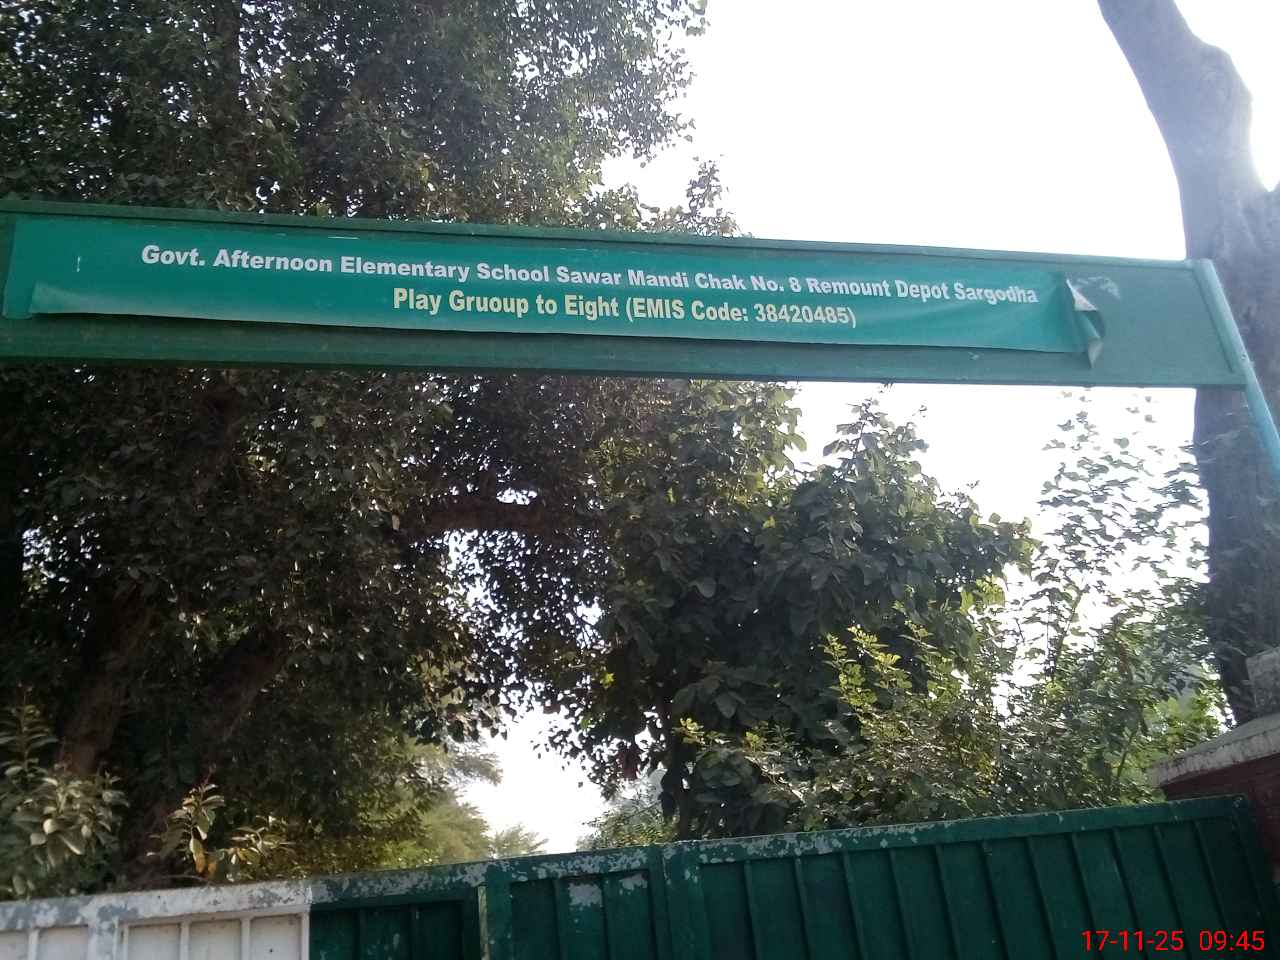 Govt. Afternoon Elementary School Sawar Mandi Chak No. 8 Remount Depot Sargodha
Play Gruoup to Eight (EMIS Code: 38420485)
17-11-25 09:45